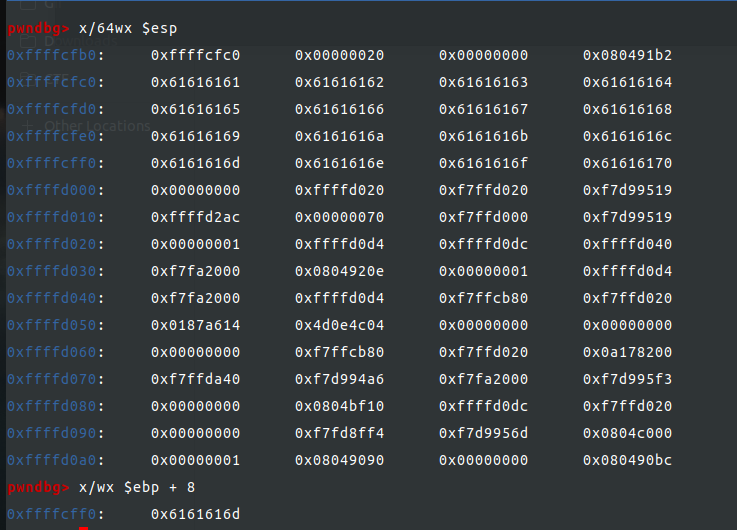 pwndbg> x/64wx $esp
0xffffcfb0: 0xffffcfc0 0x00000020 0x00000000 0x080491b2
0xffffcfc0: 0x61616161 0x61616162 0x61616163 0x61616164
0xffffcfd0: 0x61616165 0x61616166 0x61616167 0x61616168
Other Locations
0xffffcfe0: 0x61616169 0x6161616a 0x6161616b 0x6161616c
0xffffcff0: 0x6161616d 0x6161616e 0x6161616f 0x61616170
0xffffd000: 0x00000000 0xffffd020 0xf7ffd020 0xf7d99519
0xffffd010: 0xffffd2ac 0x00000070 0xf7ffd000 0xf7d99519
0xffffd020: 0x00000001 0xffffd0d4 0xffffd0dc 0xffffd040
0xffffd030: 0xf7fa2000 0x0804920e 0x00000001 0xffffd0d4
0xffffd040: 0xf7fa2000 0xffffd0d4 0xf7ffcb80 0xf7ffd020
0xffffd050: 0x0187a614 0x4d0e4c04 0x00000000 0x00000000
0xffffd060: 0x00000000 0xf7ffcb80 0xf7ffd020 0x0a178200
0xffffd070: 0xf7ffda40 0xf7d994a6 0xf7fa2000 0xf7d995f3
0xffffd080: 0x00000000 0x0804bf10 0xffffd0dc 0xf7ffd020
0xffffd090: 0x00000000 0xf7fd8ff4 0xf7d9956d 0x0804c000
0xffffd0a0: 0x00000001 0x08049090 0x00000000 0x080490bc
pwndbg> x/wx $ebp + 8
0xffffcff0: 0x6161616d